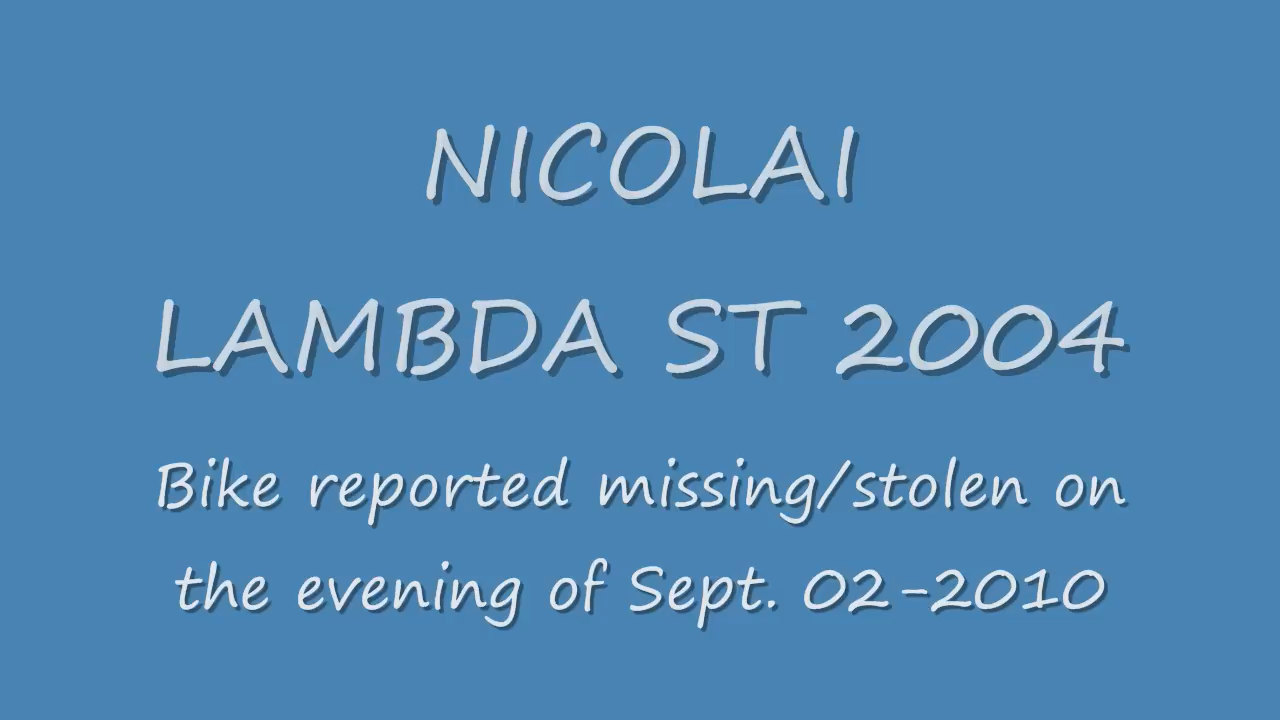 NICOLAI
LAMBDA ST 2004
Bike reported missing/stolen on
the evening of Sept. 02-2010